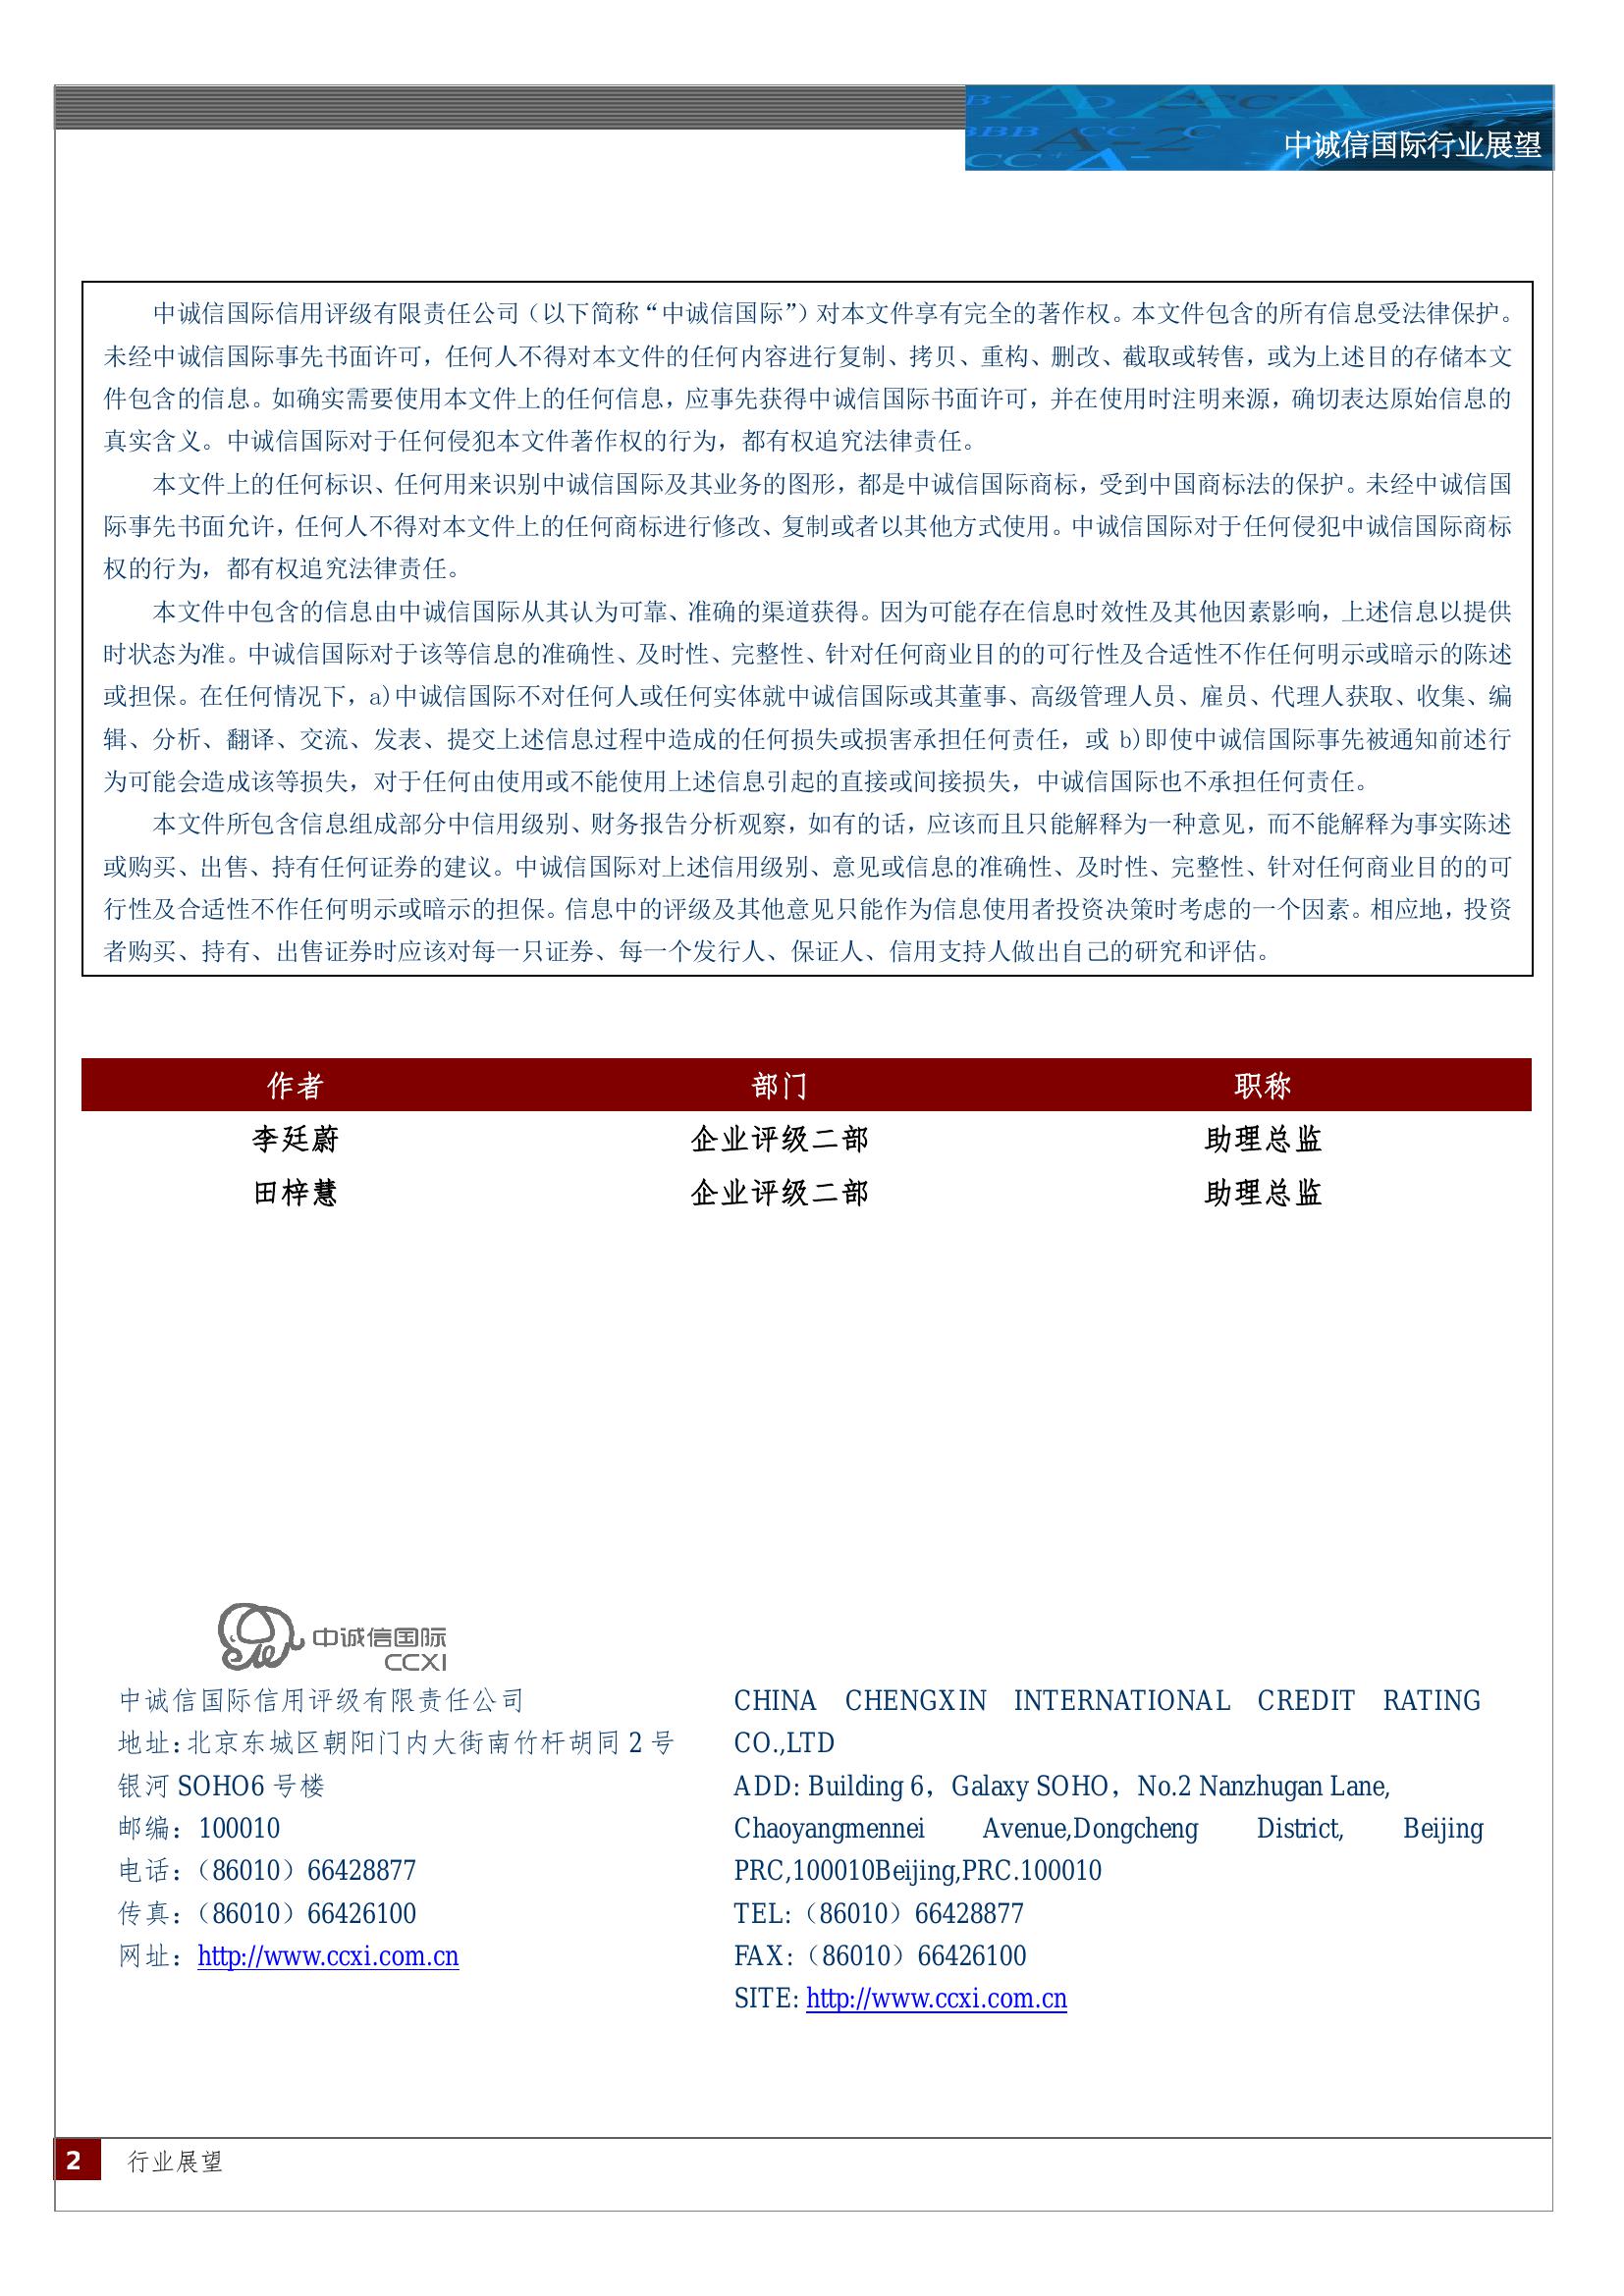 中诚信国际行业展望
中诚信国际信用评级有限责任公司（以下简称“中诚信国际”）对本文件享有完全的著作权。本文件包含的所有信息受法律保护。
未经中诚信国际事先书面许可，任何人不得对本文件的任何内容进行复制、拷贝、重构、删改、截取或转售，或为上述目的存储本文
件包含的信息。如确实需要使用本文件上的任何信息，应事先获得中诚信国际书面许可，并在使用时注明来源，确切表达原始信息的
真实含义。中诚信国际对于任何侵犯本文件著作权的行为，都有权追究法律责任。
本文件上的任何标识、任何用来识别中诚信国际及其业务的图形，都是中诚信国际商标，受到中国商标法的保护。未经中诚信国
际事先书面允许，任何人不得对本文件上的任何商标进行修改、复制或者以其他方式使用。中诚信国际对于任何侵犯中诚信国际商标
权的行为，都有权追究法律责任。
本文件中包含的信息由中诚信国际从其认为可靠、准确的渠道获得。因为可能存在信息时效性及其他因素影响，上述信息以提供
时状态为准。中诚信国际对于该等信息的准确性、及时性、完整性、针对任何商业目的的可行性及合适性不作任何明示或暗示的陈述
或担保。在任何情况下，a)中诚信国际不对任何人或任何实体就中诚信国际或其董事、高级管理人员、雇员、代理人获取、收集、编
辑、分析、翻译、交流、发表、提交上述信息过程中造成的任何损失或损害承担任何责任，或 b)即使中诚信国际事先被通知前述行
为可能会造成该等损失，对于任何由使用或不能使用上述信息引起的直接或间接损失，中诚信国际也不承担任何责任。
本文件所包含信息组成部分中信用级别、财务报告分析观察，如有的话，应该而且只能解释为一种意见，而不能解释为事实陈述
或购买、出售、持有任何证券的建议。中诚信国际对上述信用级别、意见或信息的准确性、及时性、完整性、针对任何商业目的的可
行性及合适性不作任何明示或暗示的担保。信息中的评级及其他意见只能作为信息使用者投资决策时考虑的一个因素。相应地，投资
者购买、持有、出售证券时应该对每一只证券、每一个发行人、保证人、信用支持人做出自己的研究和评估。
作者 部门 职称
李廷蔚 企业评级二部 助理总监
田梓慧 企业评级二部 助理总监
中诚信国际
CCXI
中诚信国际信用评级有限责任公司
地址：北京东城区朝阳门内大街南竹杆胡同 2 号
银河 SOHO6 号楼
邮编：100010
电话：（86010）66428877
传真：（86010）66426100
网址：http://www.ccxi.com.cn
CHINA CHENGXIN INTERNATIONAL CREDIT RATING
CO.,LTD
ADD: Building 6，Galaxy SOHO，No.2 Nanzhugan Lane,
Chaoyangmennei Avenue,Dongcheng District, Beijing
PRC,100010Beijing,PRC.100010
TEL:（86010）66428877
FAX:（86010）66426100
SITE: http://www.ccxi.com.cn
2 行业展望